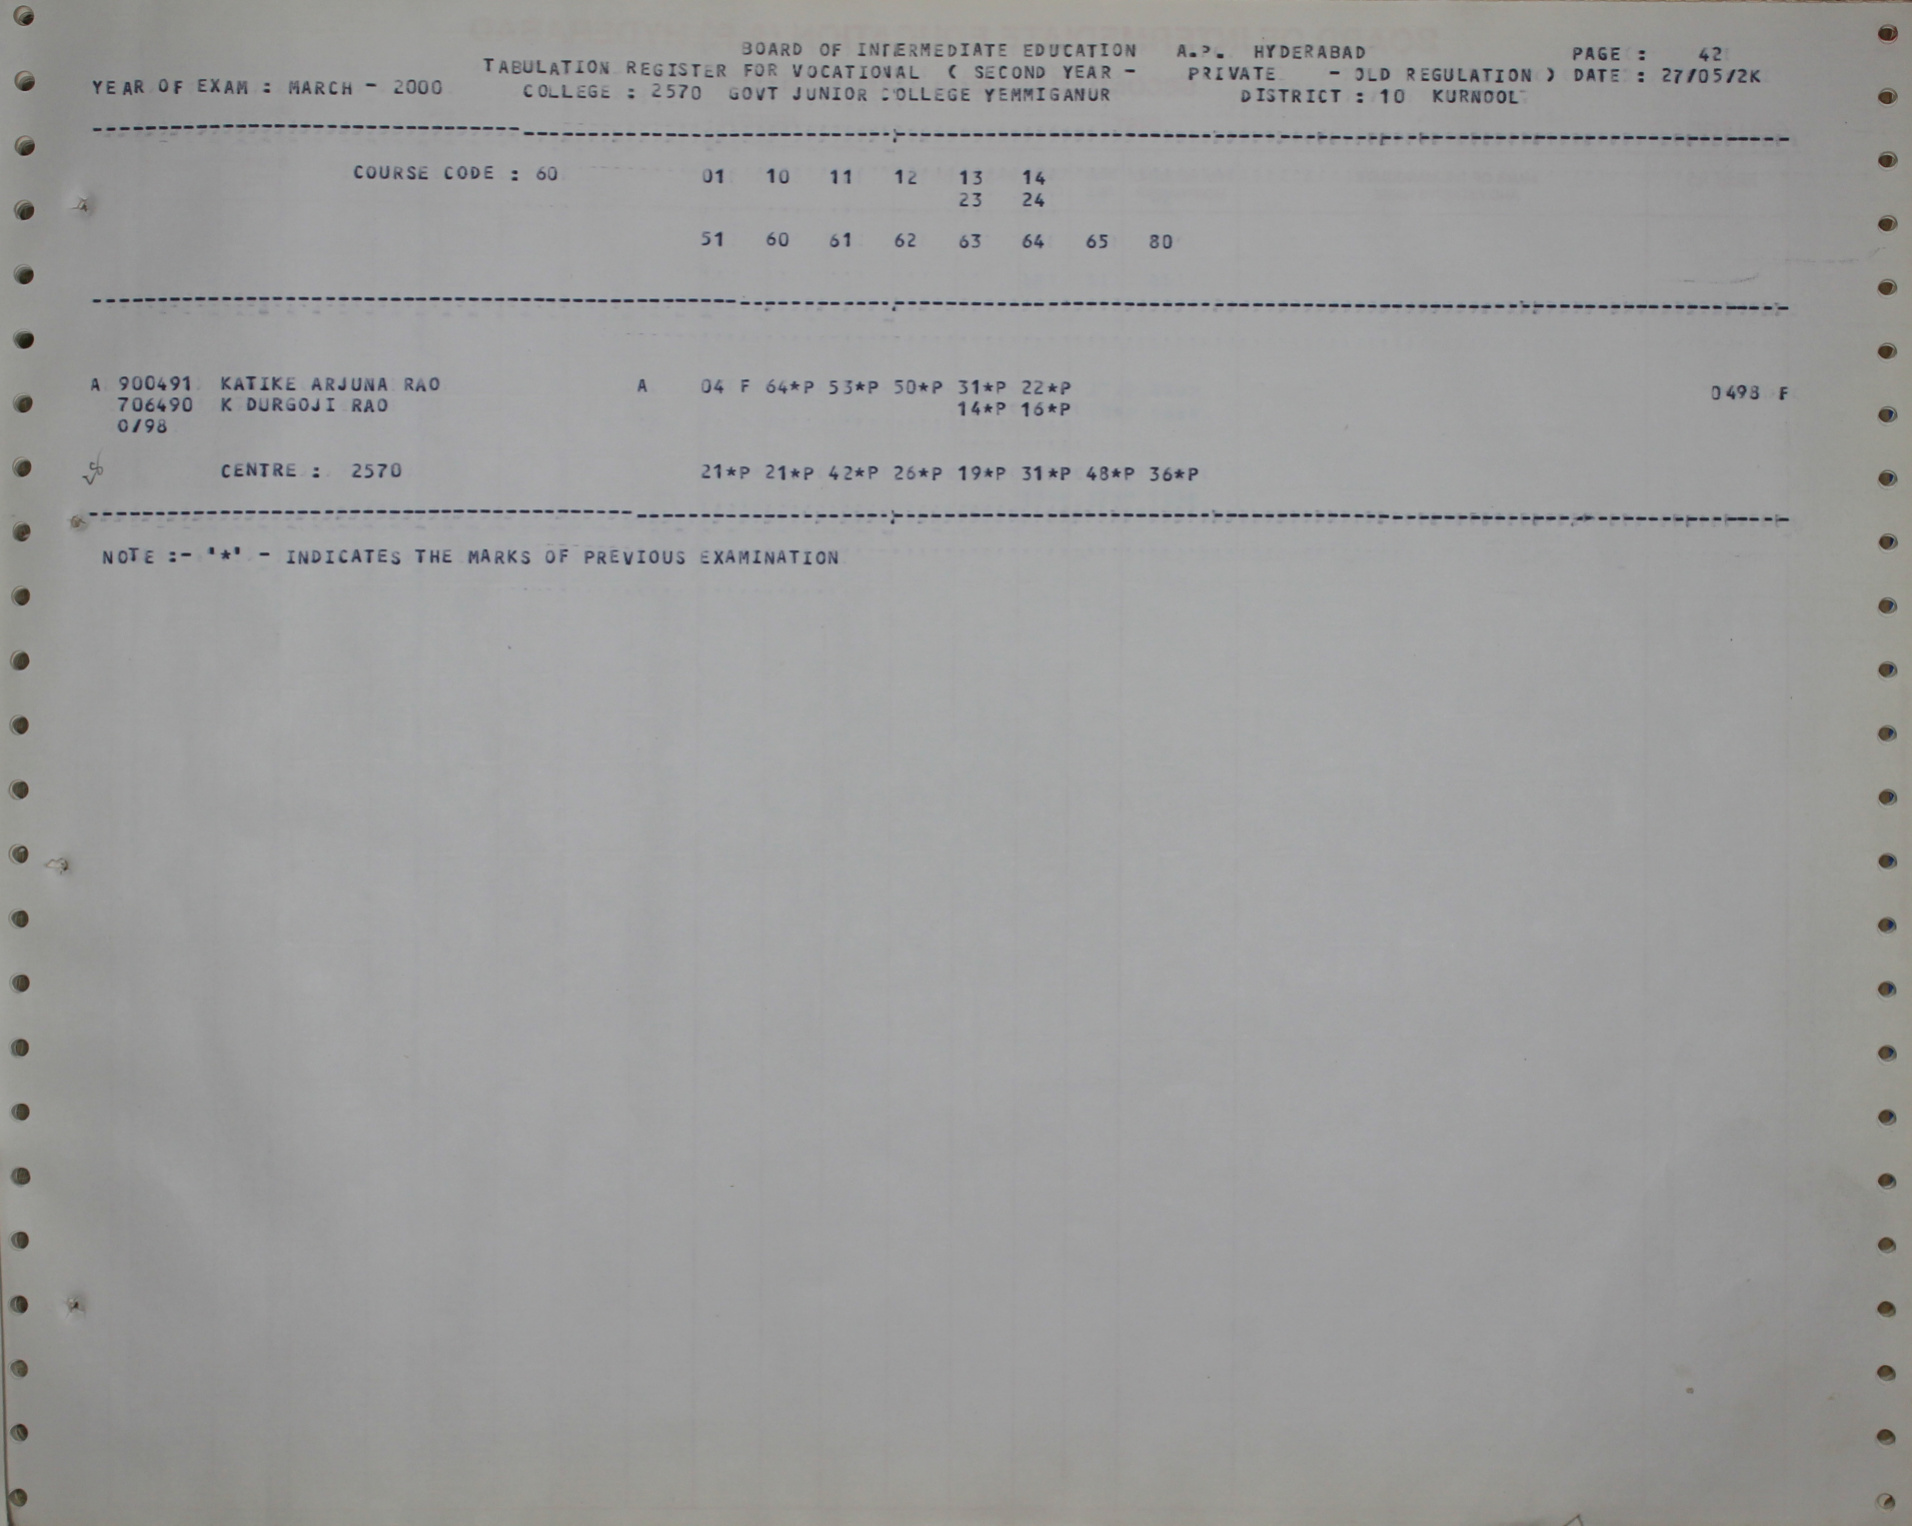 BOARD OF INTERMEDIATE EDUCATION A.P. HYDERABAD PAGE : 42
TABULATION REGISTER FOR VOCATIONAL ( SECOND YEAR - PRIVATE - OLD REGULATION ) DATE : 27/05/2K
YEAR OF EXAM : MARCH - 2000 COLLEGE : 2570 GOVT JUNIOR COLLEGE YEMMIGANUR DISTRICT : 10 KURNOOL
COURSE CODE : 60 01 10 11 12 13 14
23 24
51 60 61 62 63 64 65 80
A 900491 KATIKE ARJUNA RAO A 04 F 64*P 53*P 50*P 31*P 22*P 0498 F
706490 K DURGOJI RAO 14*P 16*P
0/98
CENTRE : 2570 21*P 21*P 42*P 26*P 19*P 31*P 48*P 36*P
NOTE :- '*' - INDICATES THE MARKS OF PREVIOUS EXAMINATION